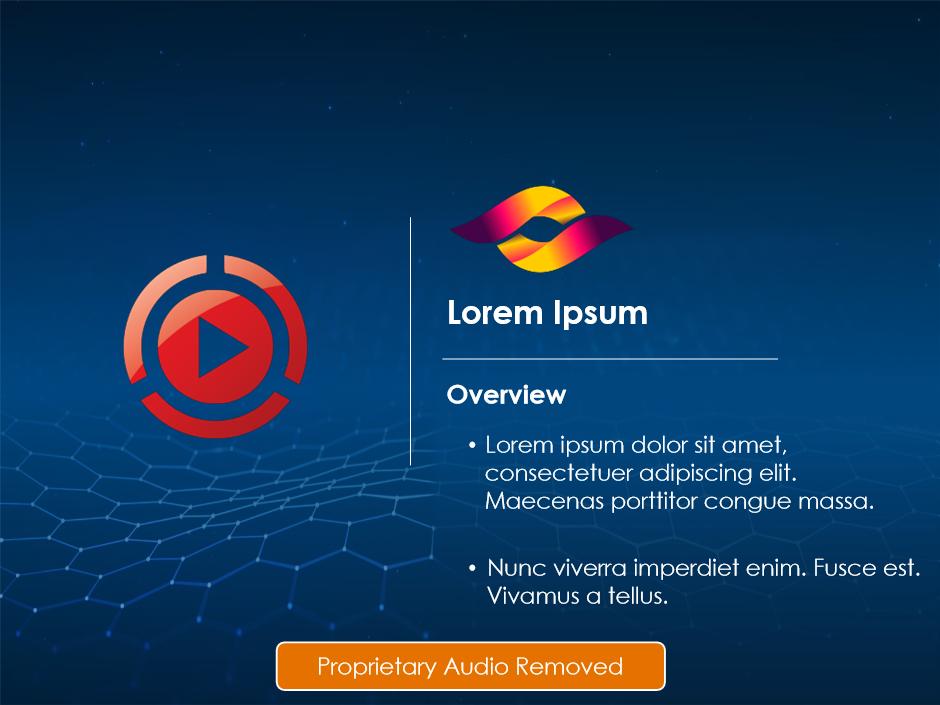 Lorem Ipsum
Overview
• Lorem ipsum dolor sit amet,
consectetuer adipiscing elit.
Maecenas porttitor congue massa.
• Nunc viverra imperdiet enim. Fusce est.
Vivamus a tellus.
Proprietary Audio Removed